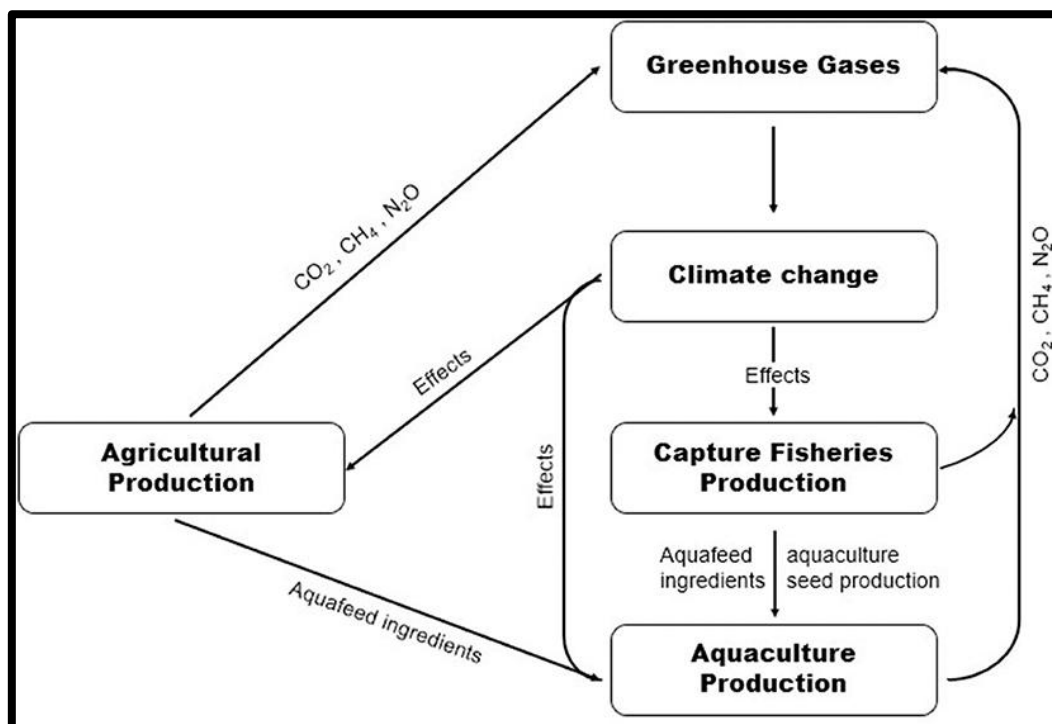 Greenhouse Gases
CO₂ , CH₄ , N₂O
CO₂ , CH₄ , N₂O
Climate change
Effects
Effects
Effects
Agricultural
Production
Capture Fisheries
Production
Aquafeed ingredients
Aquafeed
ingredients
aquaculture
seed production
Aquaculture
Production